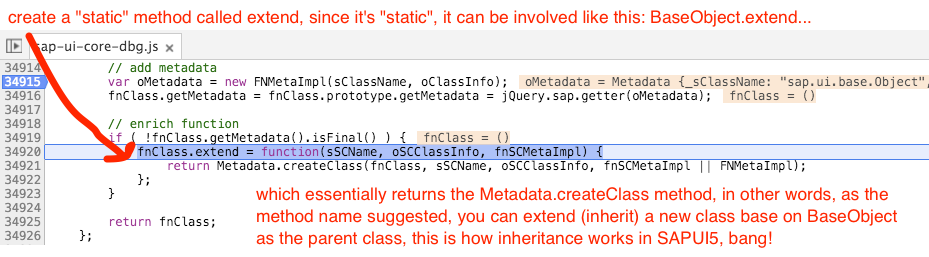 create a "static" method called extend, since it's "static", it can be involved like this: BaseObject.extend...
sap-ui-core-dbg.js ×
34914 // add metadata
34915 var oMetadata = new FNMetaImpl(sClassName, oClassInfo); oMetadata = Metadata {_sClassName: "sap.ui.base.Object",
34916 fnClass.getMetadata = fnClass.prototype.getMetadata = jQuery.sap.getter(oMetadata); fnClass = ()
34917
34918 // enrich function
34919 if ( !fnClass.getMetadata().isFinal() ) { fnClass = ()
34920 fnClass.extend = function(sSCName, oSCClassInfo, fnSCMetaImpl) {
34921 return Metadata.createClass(fnClass, sSCName, oSCClassInfo, fnSCMetaImpl || FNMetaImpl);
34922 };
34923 }
34924
34925 return fnClass;
34926 };
which essentially returns the Metadata.createClass method, in other words, as the
method name suggested, you can extend (inherit) a new class base on BaseObject
as the parent class, this is how inheritance works in SAPUI5, bang!